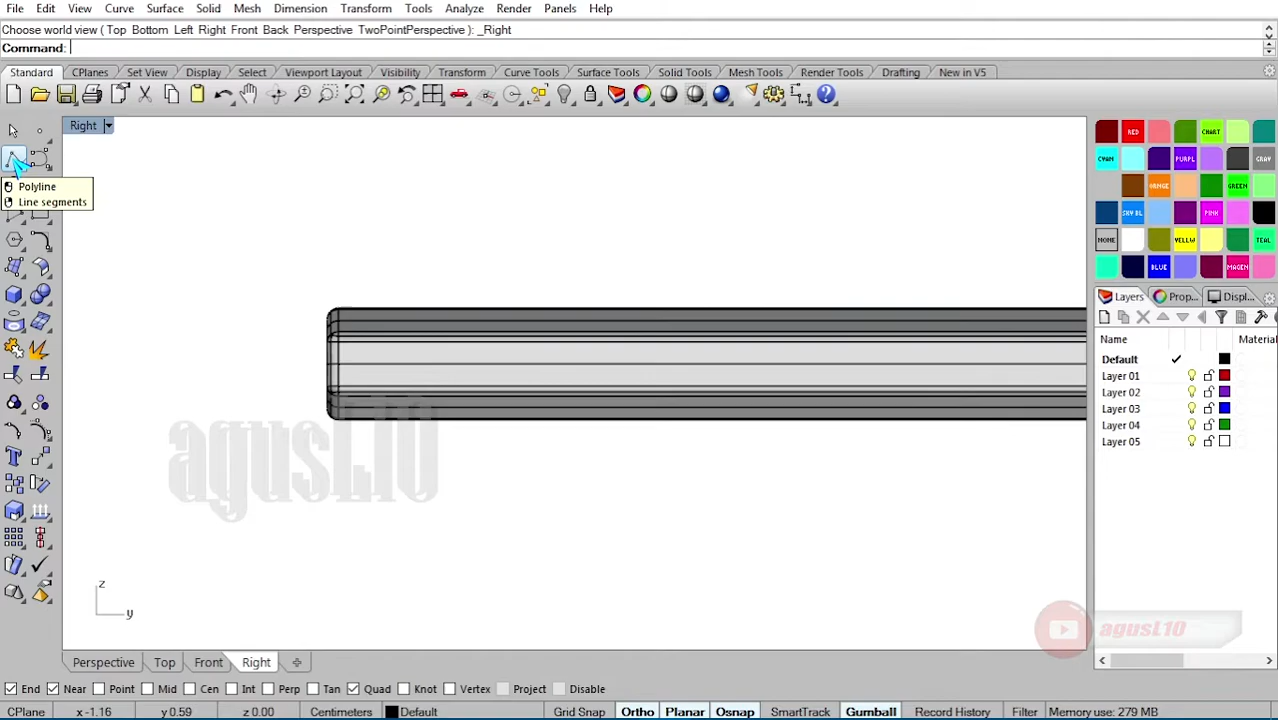 File Edit View Curve Surface Solid Mesh Dimension Transform Tools Analyze Render Panels Help
Choose world view ( Top Bottom Left Right Front Back Perspective TwoPointPerspective ): _Right
Command:
Standard CPlanes Set View Display Select Viewport Layout Visibility Transform Curve Tools Surface Tools Solid Tools Mesh Tools Render Tools Drafting New in V5
Right
RED CHART
CYAN PURPL GRAY
Polyline
Line segments
ORANGE GREEN
SKY BL PINK
NONE YELLW TEAL
BLUE MAGEN
Layers Prop... Displ...
Name Material
Default
Layer 01
Layer 02
Layer 03
Layer 04
Layer 05
agusL10
z
y
agusL10
Perspective Top Front Right
End Near Point Mid Cen Int Perp Tan Quad Knot Vertex Project Disable
CPlane x -1.16 y 0.59 z 0.00 Centimeters Default Grid Snap Ortho Planar Osnap SmartTrack Gumball Record History Filter Memory use: 279 MB